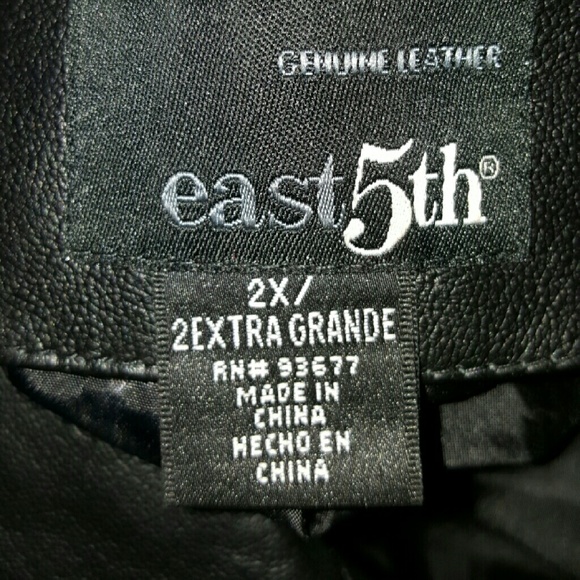 GENUINE LEATHER
east5th®
2X/
2EXTRA GRANDE
RN# 93677
MADE IN
CHINA
HECHO EN
CHINA